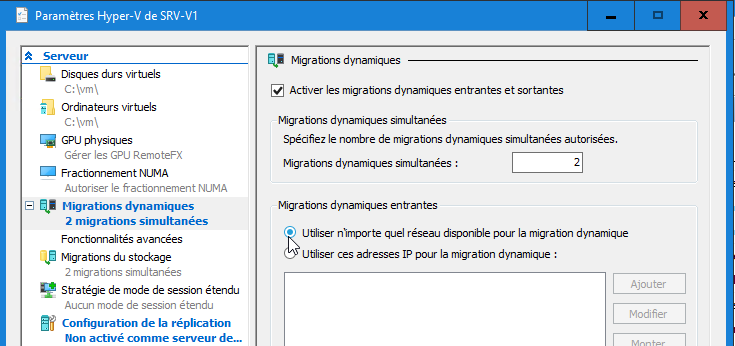 Paramètres Hyper-V de SRV-V1
Serveur
Disques durs virtuels
C:\vm\
Ordinateurs virtuels
C:\vm\
GPU physiques
Gérer les GPU RemoteFX
Fractionnement NUMA
Autoriser le fractionnement NUMA
Migrations dynamiques
2 migrations simultanées
Fonctionnalités avancées
Migrations du stockage
2 migrations simultanées
Stratégie de mode de session étendu
Aucun mode de session étendu
Configuration de la réplication
Non activé comme serveur de...
Migrations dynamiques
Activer les migrations dynamiques entrantes et sortantes
Migrations dynamiques simultanées
Spécifiez le nombre de migrations dynamiques simultanées autorisées.
Migrations dynamiques simultanées : 2
Migrations dynamiques entrantes
Utiliser n'importe quel réseau disponible pour la migration dynamique
Utiliser ces adresses IP pour la migration dynamique :
Ajouter
Modifier
Monter